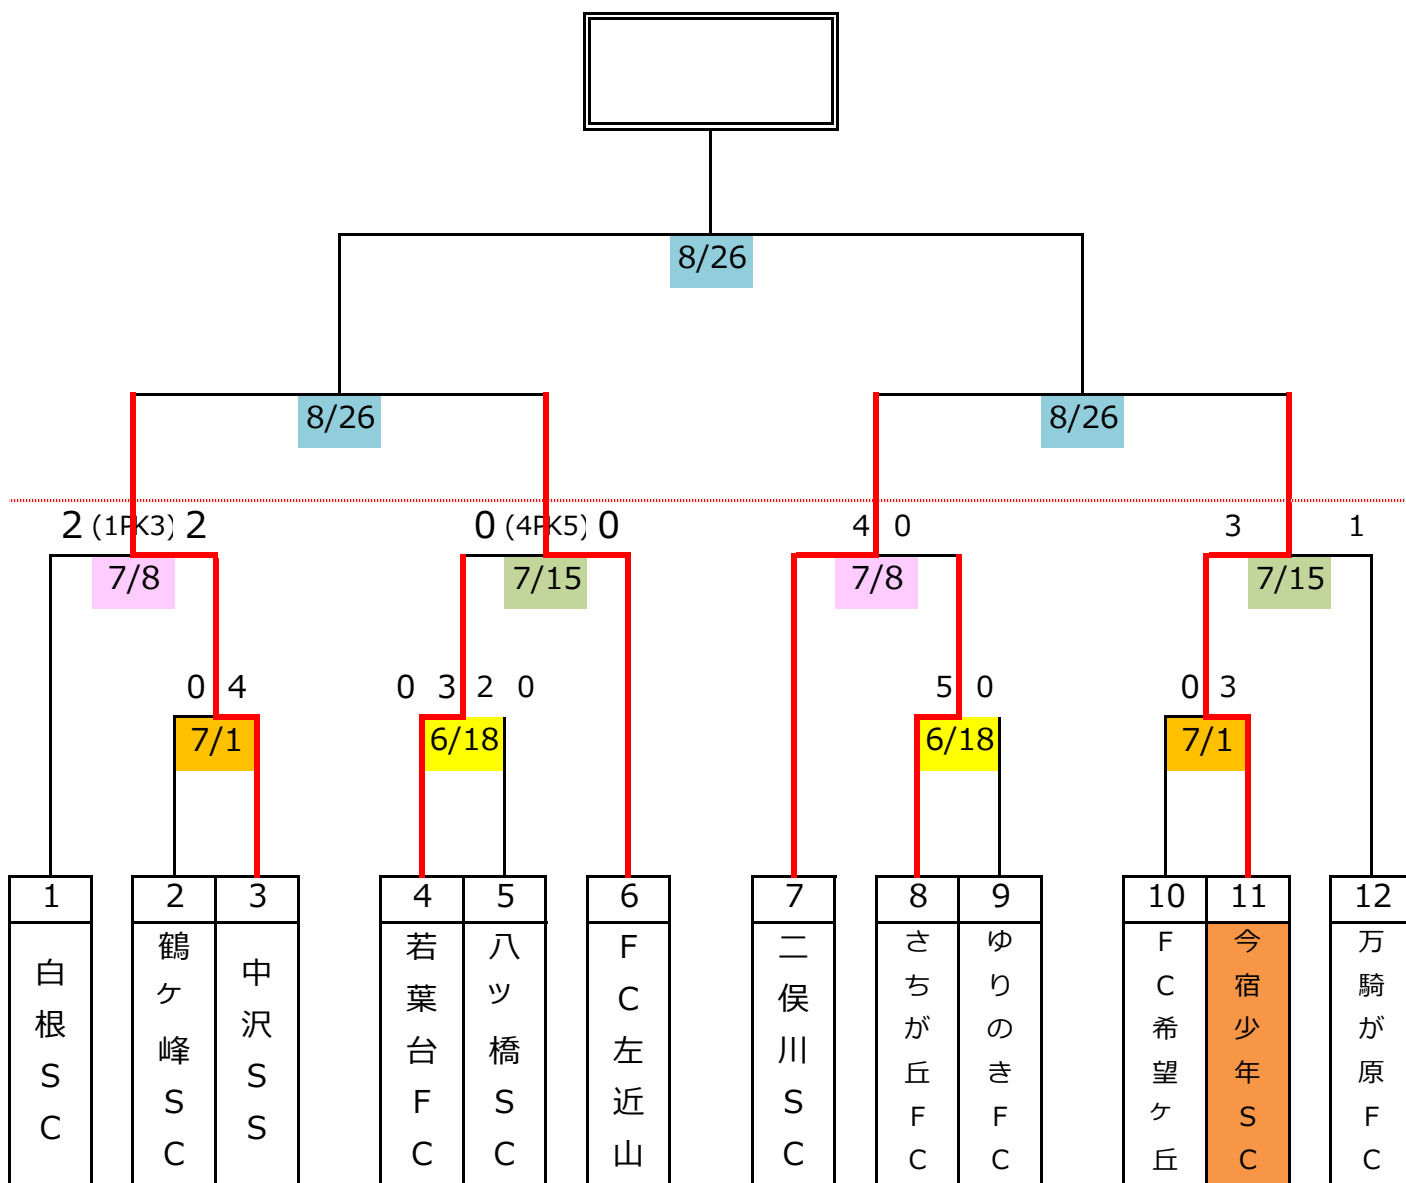 8/26
8/26
8/26
2 (1PK3) 2
0 (4PK5) 0
4 0
3 1
7/8
7/15
7/8
7/15
0 4
0 3 2 0
5 0
0 3
7/1
6/18
6/18
7/1
1
2
3
4
5
6
7
8
9
10
11
12
白根SC
鶴ケ峰SC
中沢SS
若葉台FC
八ツ橋SC
FC左近山
二俣川SC
さちが丘FC
ゆりのきFC
FC希望ケ丘
今宿少年SC
万騎が原FC